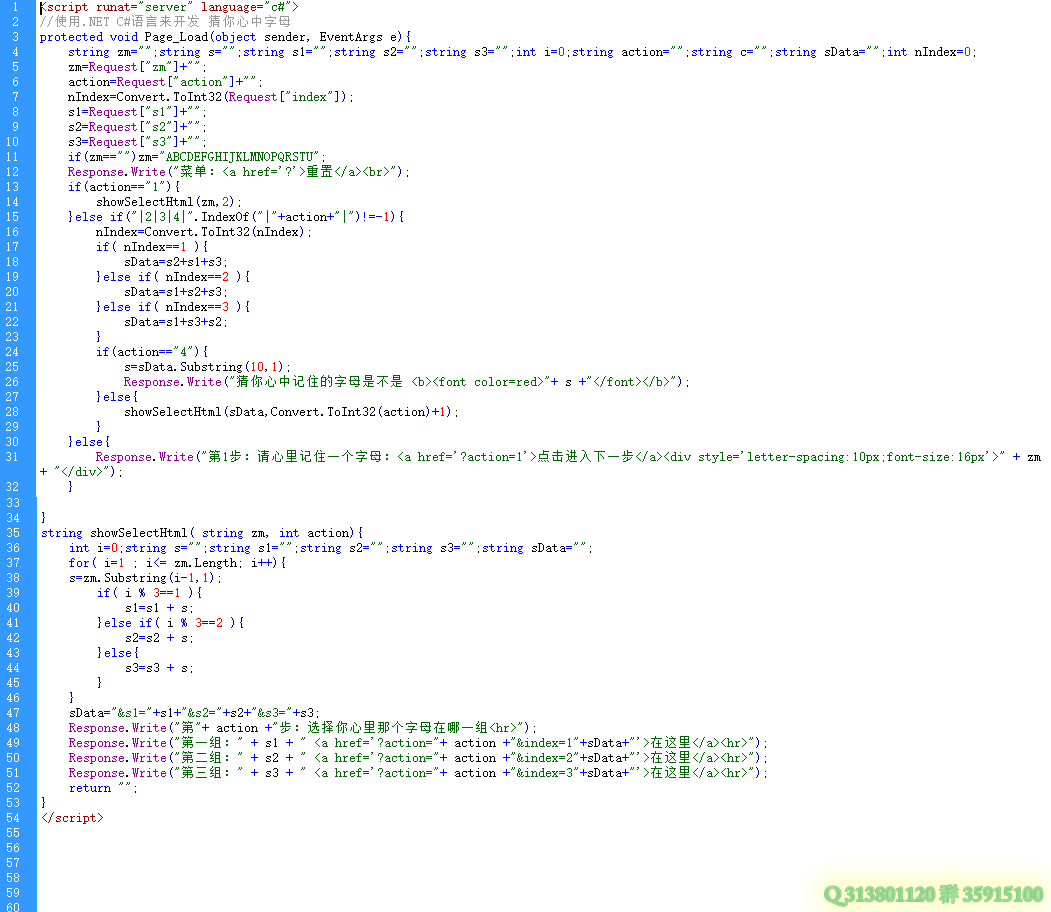 1 <script runat="server" language="c#">
2 //使用.NET C#语言来开发 猜你心中字母
3 protected void Page_Load(object sender, EventArgs e){
4 string zm="";string s="";string s1="";string s2="";string s3="";int i=0;string action="";string c="";string sData="";int nIndex=0;
5 zm=Request["zm"]+"";
6 action=Request["action"]+"";
7 nIndex=Convert.ToInt32(Request["index"]);
8 s1=Request["s1"]+"";
9 s2=Request["s2"]+"";
10 s3=Request["s3"]+"";
11 if(zm=="")zm="ABCDEFGHIJKLMNOPQRSTU";
12 Response.Write("菜单：<a href='?'>重置</a><br>");
13 if(action=="1"){
14 showSelectHtml(zm,2);
15 }else if("|2|3|4|".IndexOf("|"+action+"|")!=-1){
16 nIndex=Convert.ToInt32(nIndex);
17 if( nIndex==1 ){
18 sData=s2+s1+s3;
19 }else if( nIndex==2 ){
20 sData=s1+s2+s3;
21 }else if( nIndex==3 ){
22 sData=s1+s3+s2;
23 }
24 if(action=="4"){
25 s=sData.Substring(10,1);
26 Response.Write("猜你心中记住的字母是不是 <b><font color=red>"+ s +"</font></b>");
27 }else{
28 showSelectHtml(sData,Convert.ToInt32(action)+1);
29 }
30 }else{
31 Response.Write("第1步：请心里记住一个字母：<a href='?action=1'>点击进入下一步</a><div style='letter-spacing:10px;font-size:16px'>" + zm
+ "</div>");
32 }
33
34 }
35 string showSelectHtml( string zm, int action){
36 int i=0;string s="";string s1="";string s2="";string s3="";string sData="";
37 for( i=1 ; i<= zm.Length; i++){
38 s=zm.Substring(i-1,1);
39 if( i % 3==1 ){
40 s1=s1 + s;
41 }else if( i % 3==2 ){
42 s2=s2 + s;
43 }else{
44 s3=s3 + s;
45 }
46 }
47 sData="&s1="+s1+"&s2="+s2+"&s3="+s3;
48 Response.Write("第"+ action +"步：选择你心里那个字母在哪一组<hr>");
49 Response.Write("第一组：" + s1 + " <a href='?action="+ action +"&index=1"+sData+"'>在这里</a><hr>");
50 Response.Write("第二组：" + s2 + " <a href='?action="+ action +"&index=2"+sData+"'>在这里</a><hr>");
51 Response.Write("第三组：" + s3 + " <a href='?action="+ action +"&index=3"+sData+"'>在这里</a><hr>");
52 return "";
53 }
54 </script>
55
56
57
58
59
60
Q313801120 群 35915100